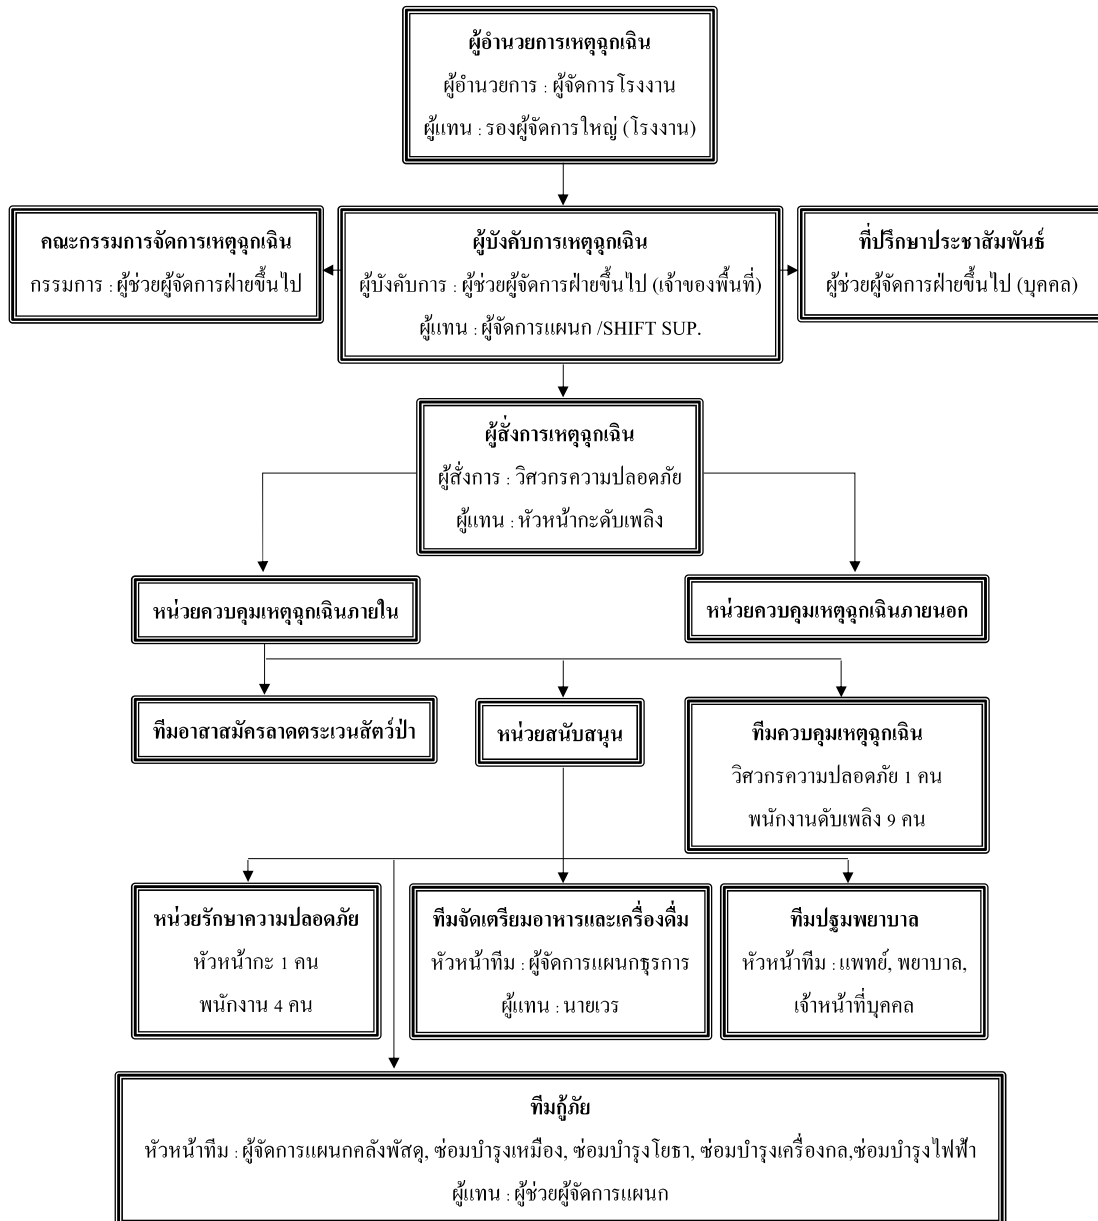 ผู้อำนวยการเหตุฉุกเฉิน
ผู้อำนวยการ : ผู้จัดการโรงงาน
ผู้แทน : รองผู้จัดการใหญ่ (โรงงาน)
คณะกรรมการจัดการเหตุฉุกเฉิน
กรรมการ : ผู้ช่วยผู้จัดการฝ่ายขึ้นไป
ผู้บังคับการเหตุฉุกเฉิน
ผู้บังคับการ : ผู้ช่วยผู้จัดการฝ่ายขึ้นไป (เจ้าของพื้นที่)
ผู้แทน : ผู้จัดการแผนก /SHIFT SUP.
ที่ปรึกษาประชาสัมพันธ์
ผู้ช่วยผู้จัดการฝ่ายขึ้นไป (บุคคล)
ผู้สั่งการเหตุฉุกเฉิน
ผู้สั่งการ : วิศวกรความปลอดภัย
ผู้แทน : หัวหน้ากะดับเพลิง
หน่วยควบคุมเหตุฉุกเฉินภายใน
หน่วยควบคุมเหตุฉุกเฉินภายนอก
ทีมอาสาสมัครลาดตระเวนสัตว์ป่า
หน่วยสนับสนุน
ทีมควบคุมเหตุฉุกเฉิน
วิศวกรความปลอดภัย 1 คน
พนักงานดับเพลิง 9 คน
หน่วยรักษาความปลอดภัย
หัวหน้ากะ 1 คน
พนักงาน 4 คน
ทีมจัดเตรียมอาหารและเครื่องดื่ม
หัวหน้าทีม : ผู้จัดการแผนกธุรการ
ผู้แทน : นายเวร
ทีมปฐมพยาบาล
หัวหน้าทีม : แพทย์, พยาบาล,
เจ้าหน้าที่บุคคล
ทีมกู้ภัย
หัวหน้าทีม : ผู้จัดการแผนกคลังพัสดุ, ซ่อมบำรุงเหมือง, ซ่อมบำรุงโยธา, ซ่อมบำรุงเครื่องกล,ซ่อมบำรุงไฟฟ้า
ผู้แทน : ผู้ช่วยผู้จัดการแผนก